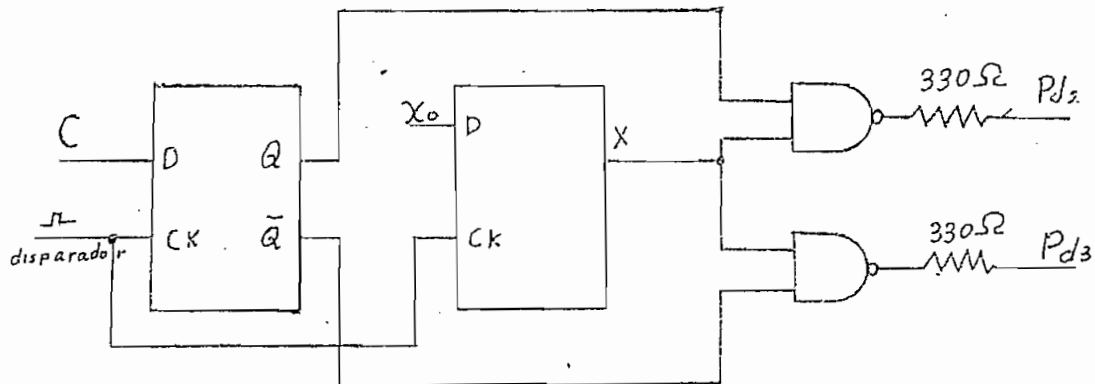 330Ω
Pd2
C
D
Q
X₀
D
X
CK
Q̄
disparador
CK
330Ω
Pd3